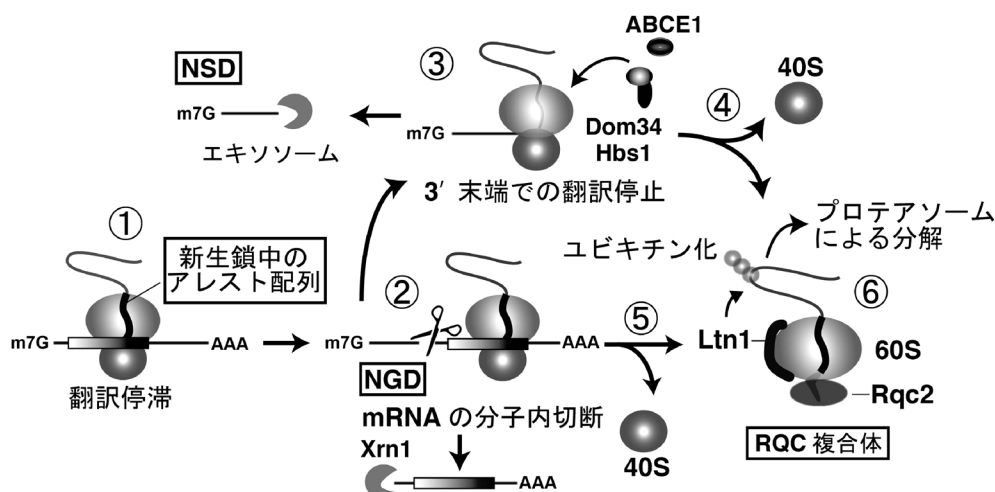 ABCE1
NSD
③
40S
m7G
④
エキソソーム
m7G
Dom34
Hbs1
3′ 末端での翻訳停止
①
新生鎖中の
アレスト配列
プロテアソーム
による分解
ユビキチン化
②
⑥
⑤
m7G
AAA
m7G
AAA
Ltn1
60S
翻訳停滞
NGD
Rqc2
mRNA の分子内切断
Xrn1
40S
RQC 複合体
AAA